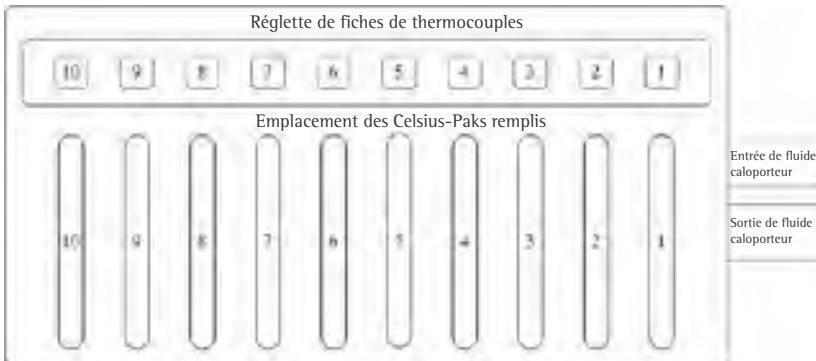 Réglette de fiches de thermocouples
10 9 8 7 6 5 4 3 2 1
Emplacement des Celsius-Paks remplis
Entrée de fluide
caloporteur
Sortie de fluide
caloporteur
10 9 8 7 6 5 4 3 2 1